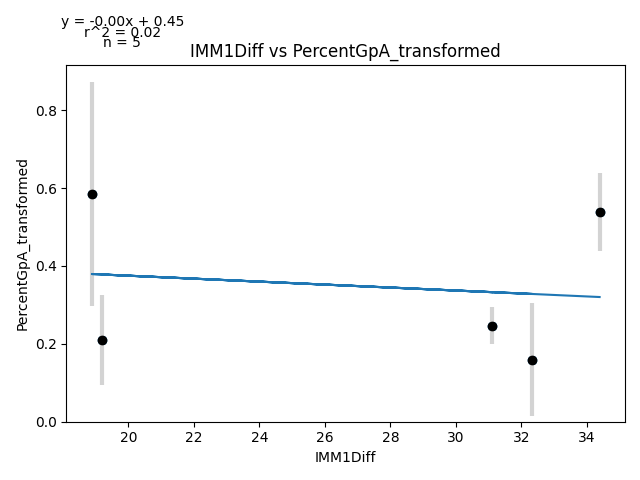 y = -0.00x + 0.45
r^2 = 0.02
n = 5
IMM1Diff vs PercentGpA_transformed
PercentGpA_transformed
0.8
0.6
0.4
0.2
0.0
20 22 24 26 28 30 32 34
IMM1Diff